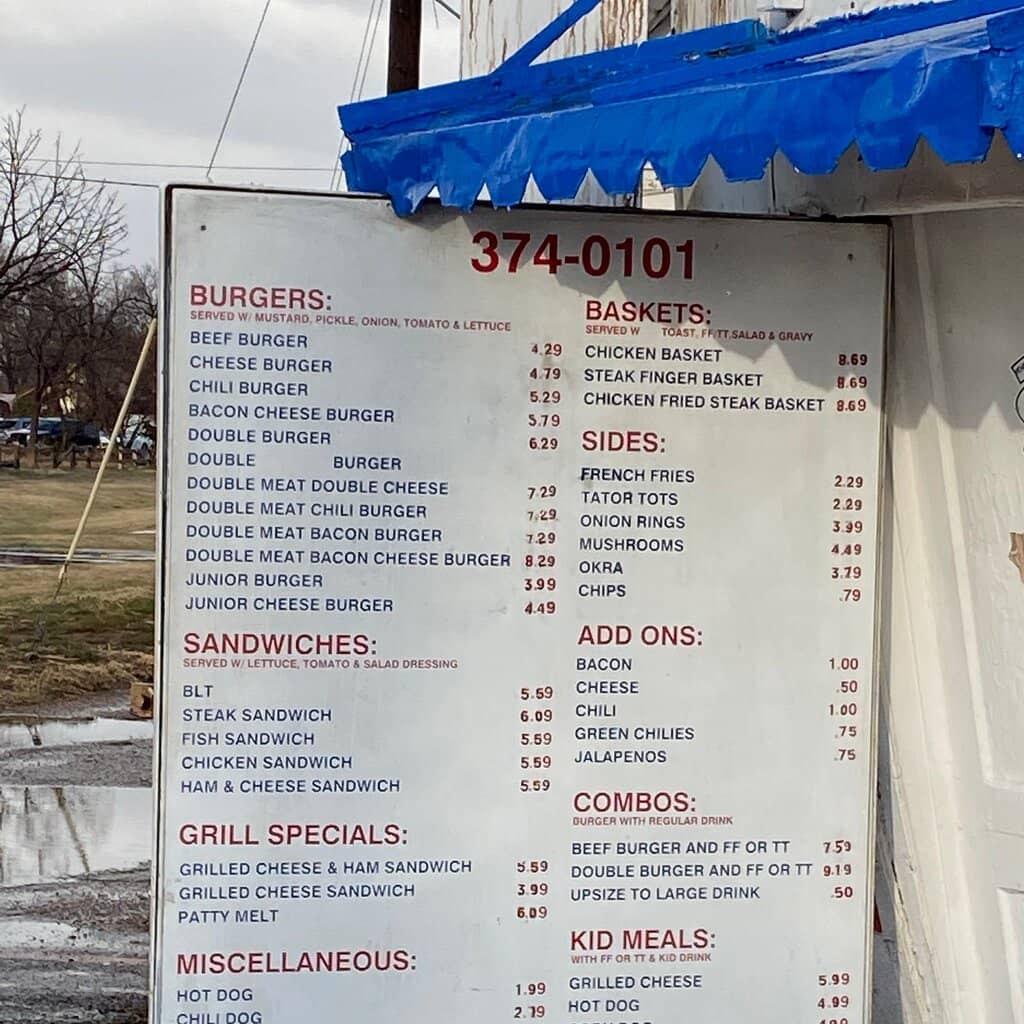 374-0101
BURGERS:
SERVED W/ MUSTARD, PICKLE, ONION, TOMATO & LETTUCE
BEEF BURGER 4.29
CHEESE BURGER 4.79
CHILI BURGER 5.29
BACON CHEESE BURGER 5.79
DOUBLE BURGER 6.29
DOUBLE BURGER
DOUBLE MEAT DOUBLE CHEESE 7.29
DOUBLE MEAT CHILI BURGER 7.29
DOUBLE MEAT BACON BURGER 7.29
DOUBLE MEAT BACON CHEESE BURGER 8.29
JUNIOR BURGER 3.99
JUNIOR CHEESE BURGER 4.49
SANDWICHES:
SERVED W/ LETTUCE, TOMATO & SALAD DRESSING
BLT 5.59
STEAK SANDWICH 6.09
FISH SANDWICH 5.59
CHICKEN SANDWICH 5.59
HAM & CHEESE SANDWICH 5.59
GRILL SPECIALS:
GRILLED CHEESE & HAM SANDWICH 5.59
GRILLED CHEESE SANDWICH 3.99
PATTY MELT 6.09
MISCELLANEOUS:
HOT DOG 1.99
CHILI DOG 2.79
BASKETS:
SERVED W TOAST, FF/TT, SALAD & GRAVY
CHICKEN BASKET 8.69
STEAK FINGER BASKET 8.69
CHICKEN FRIED STEAK BASKET 8.69
SIDES:
FRENCH FRIES 2.29
TATOR TOTS 2.29
ONION RINGS 3.99
MUSHROOMS 4.49
OKRA 3.79
CHIPS .79
ADD ONS:
BACON 1.00
CHEESE .50
CHILI 1.00
GREEN CHILIES .75
JALAPENOS .75
COMBOS:
BURGER WITH REGULAR DRINK
BEEF BURGER AND FF OR TT 7.59
DOUBLE BURGER AND FF OR TT 9.19
UPSIZE TO LARGE DRINK .50
KID MEALS:
WITH FF OR TT & KID DRINK
GRILLED CHEESE 5.99
HOT DOG 4.99